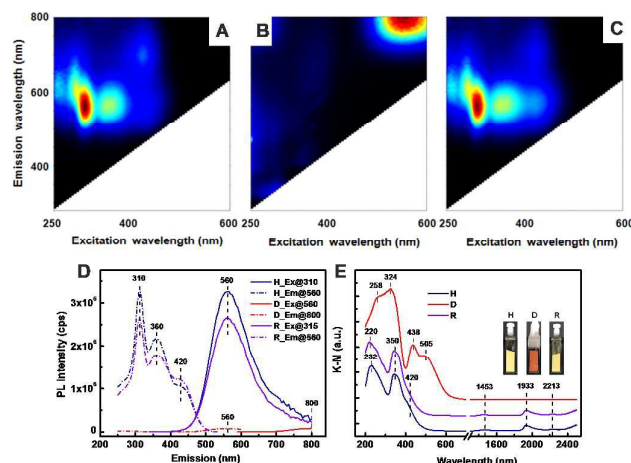 A
B
C
Emission wavelength (nm)
800
600
400
250 400 600
250 400 600
250 400 600
Excitation wavelength (nm)
Excitation wavelength (nm)
Excitation wavelength (nm)
D
PL Intensity (cps)
3x10⁶
2x10⁶
1x10⁶
0
310
360
420
560
560
800
H_Ex@310
H_Em@560
D_Ex@560
D_Em@800
R_Ex@315
R_Em@560
200 300 400 500 600 700 800
Emission (nm)
E
K-N (a.u.)
258
324
438
505
220
232
350
420
1453
1933
2213
H
D
R
H D R
200 400 600 800 1600 2000 2400
Wavelength (nm)